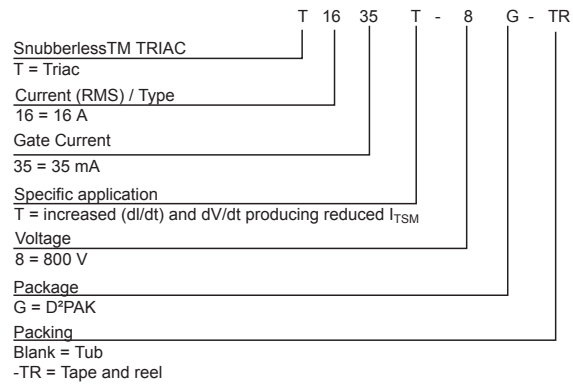 T 16 35 T - 8 G - TR
SnubberlessTM TRIAC
T = Triac
Current (RMS) / Type
16 = 16 A
Gate Current
35 = 35 mA
Specific application
T = increased (dI/dt) and dV/dt producing reduced ITSM
Voltage
8 = 800 V
Package
G = D²PAK
Packing
Blank = Tub
-TR = Tape and reel